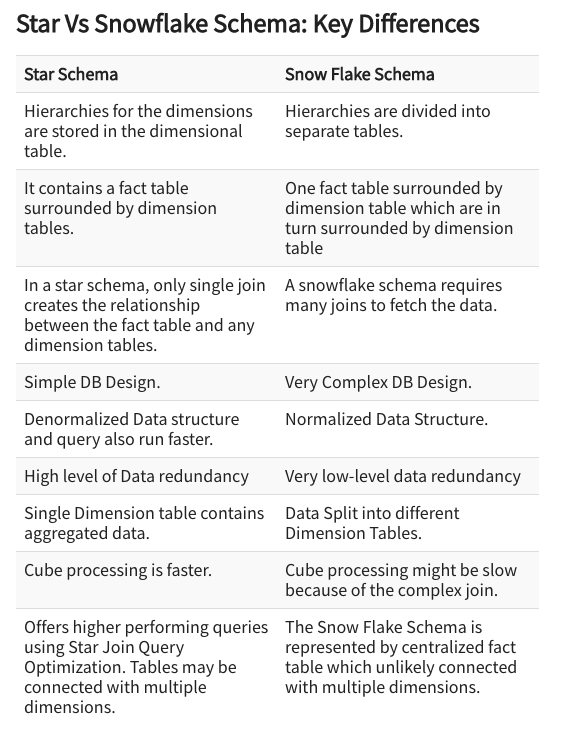 Star Vs Snowflake Schema: Key Differences
Star Schema
Snow Flake Schema
Hierarchies for the dimensions
are stored in the dimensional
table.
Hierarchies are divided into
separate tables.
It contains a fact table
surrounded by dimension
tables.
One fact table surrounded by
dimension table which are in
turn surrounded by dimension
table
In a star schema, only single join
creates the relationship
between the fact table and any
dimension tables.
A snowflake schema requires
many joins to fetch the data.
Simple DB Design.
Very Complex DB Design.
Denormalized Data structure
and query also run faster.
Normalized Data Structure.
High level of Data redundancy
Very low-level data redundancy
Single Dimension table contains
aggregated data.
Data Split into different
Dimension Tables.
Cube processing is faster.
Cube processing might be slow
because of the complex join.
Offers higher performing queries
using Star Join Query
Optimization. Tables may be
connected with multiple
dimensions.
The Snow Flake Schema is
represented by centralized fact
table which unlikely connected
with multiple dimensions.